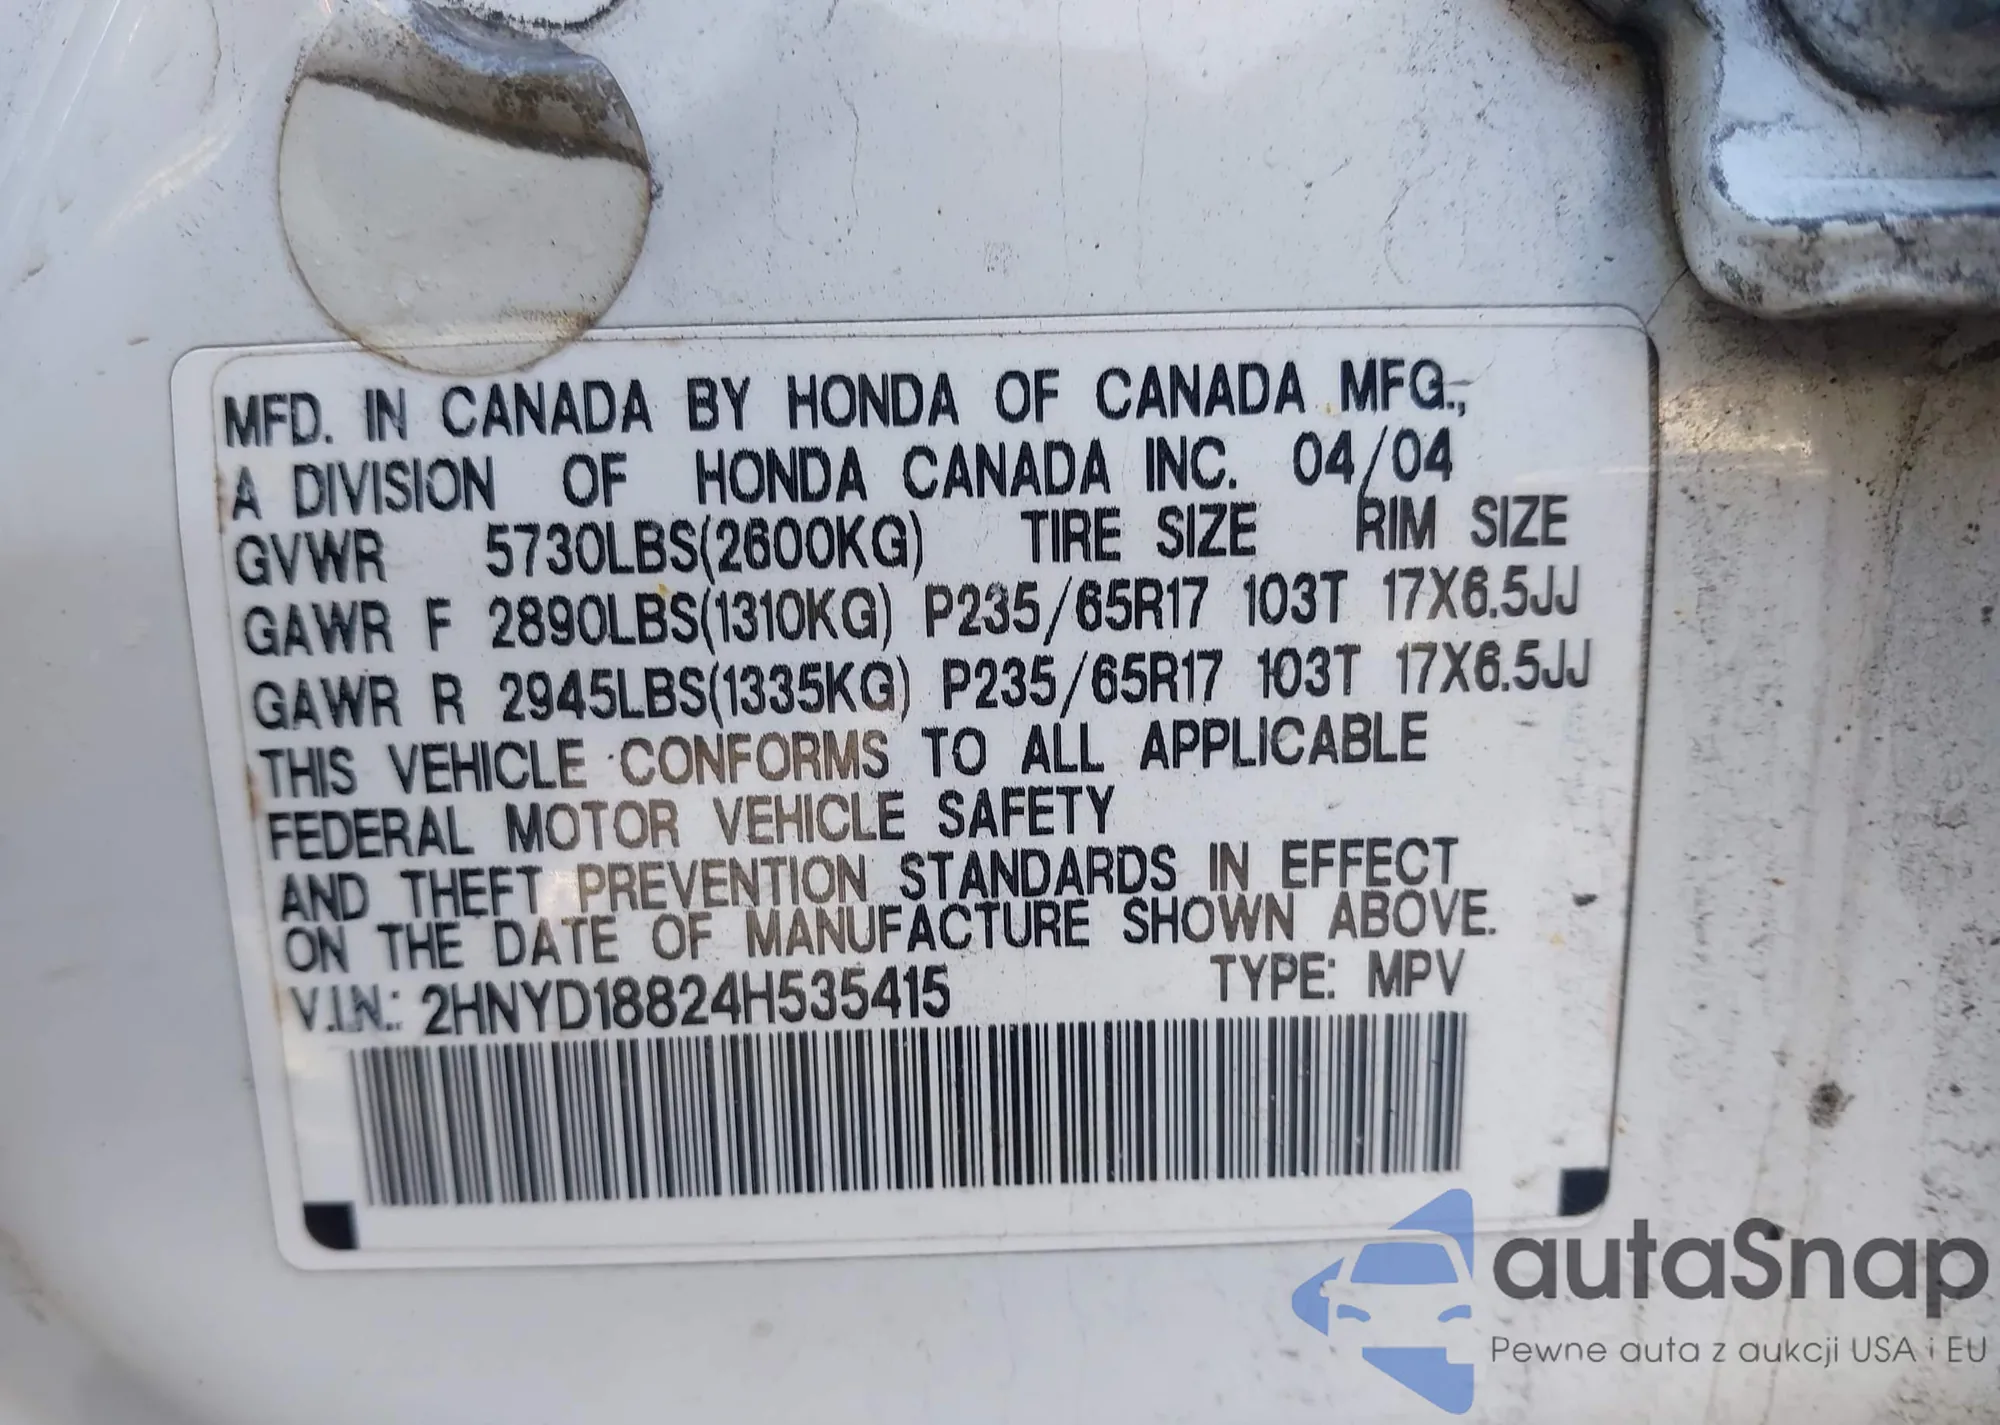 MFD. IN CANADA BY HONDA OF CANADA MFG.,
A DIVISION OF HONDA CANADA INC. 04/04
GVWR 5730LBS(2600KG) TIRE SIZE RIM SIZE
GAWR F 2890LBS(1310KG) P235/65R17 103T 17X6.5JJ
GAWR R 2945LBS(1335KG) P235/65R17 103T 17X6.5JJ
THIS VEHICLE CONFORMS TO ALL APPLICABLE
FEDERAL MOTOR VEHICLE SAFETY
AND THEFT PREVENTION STANDARDS IN EFFECT
ON THE DATE OF MANUFACTURE SHOWN ABOVE.
V.I.N.: 2HNYD18824H535415 TYPE: MPV
autaSnap
Pewne auta z aukcji USA i EU